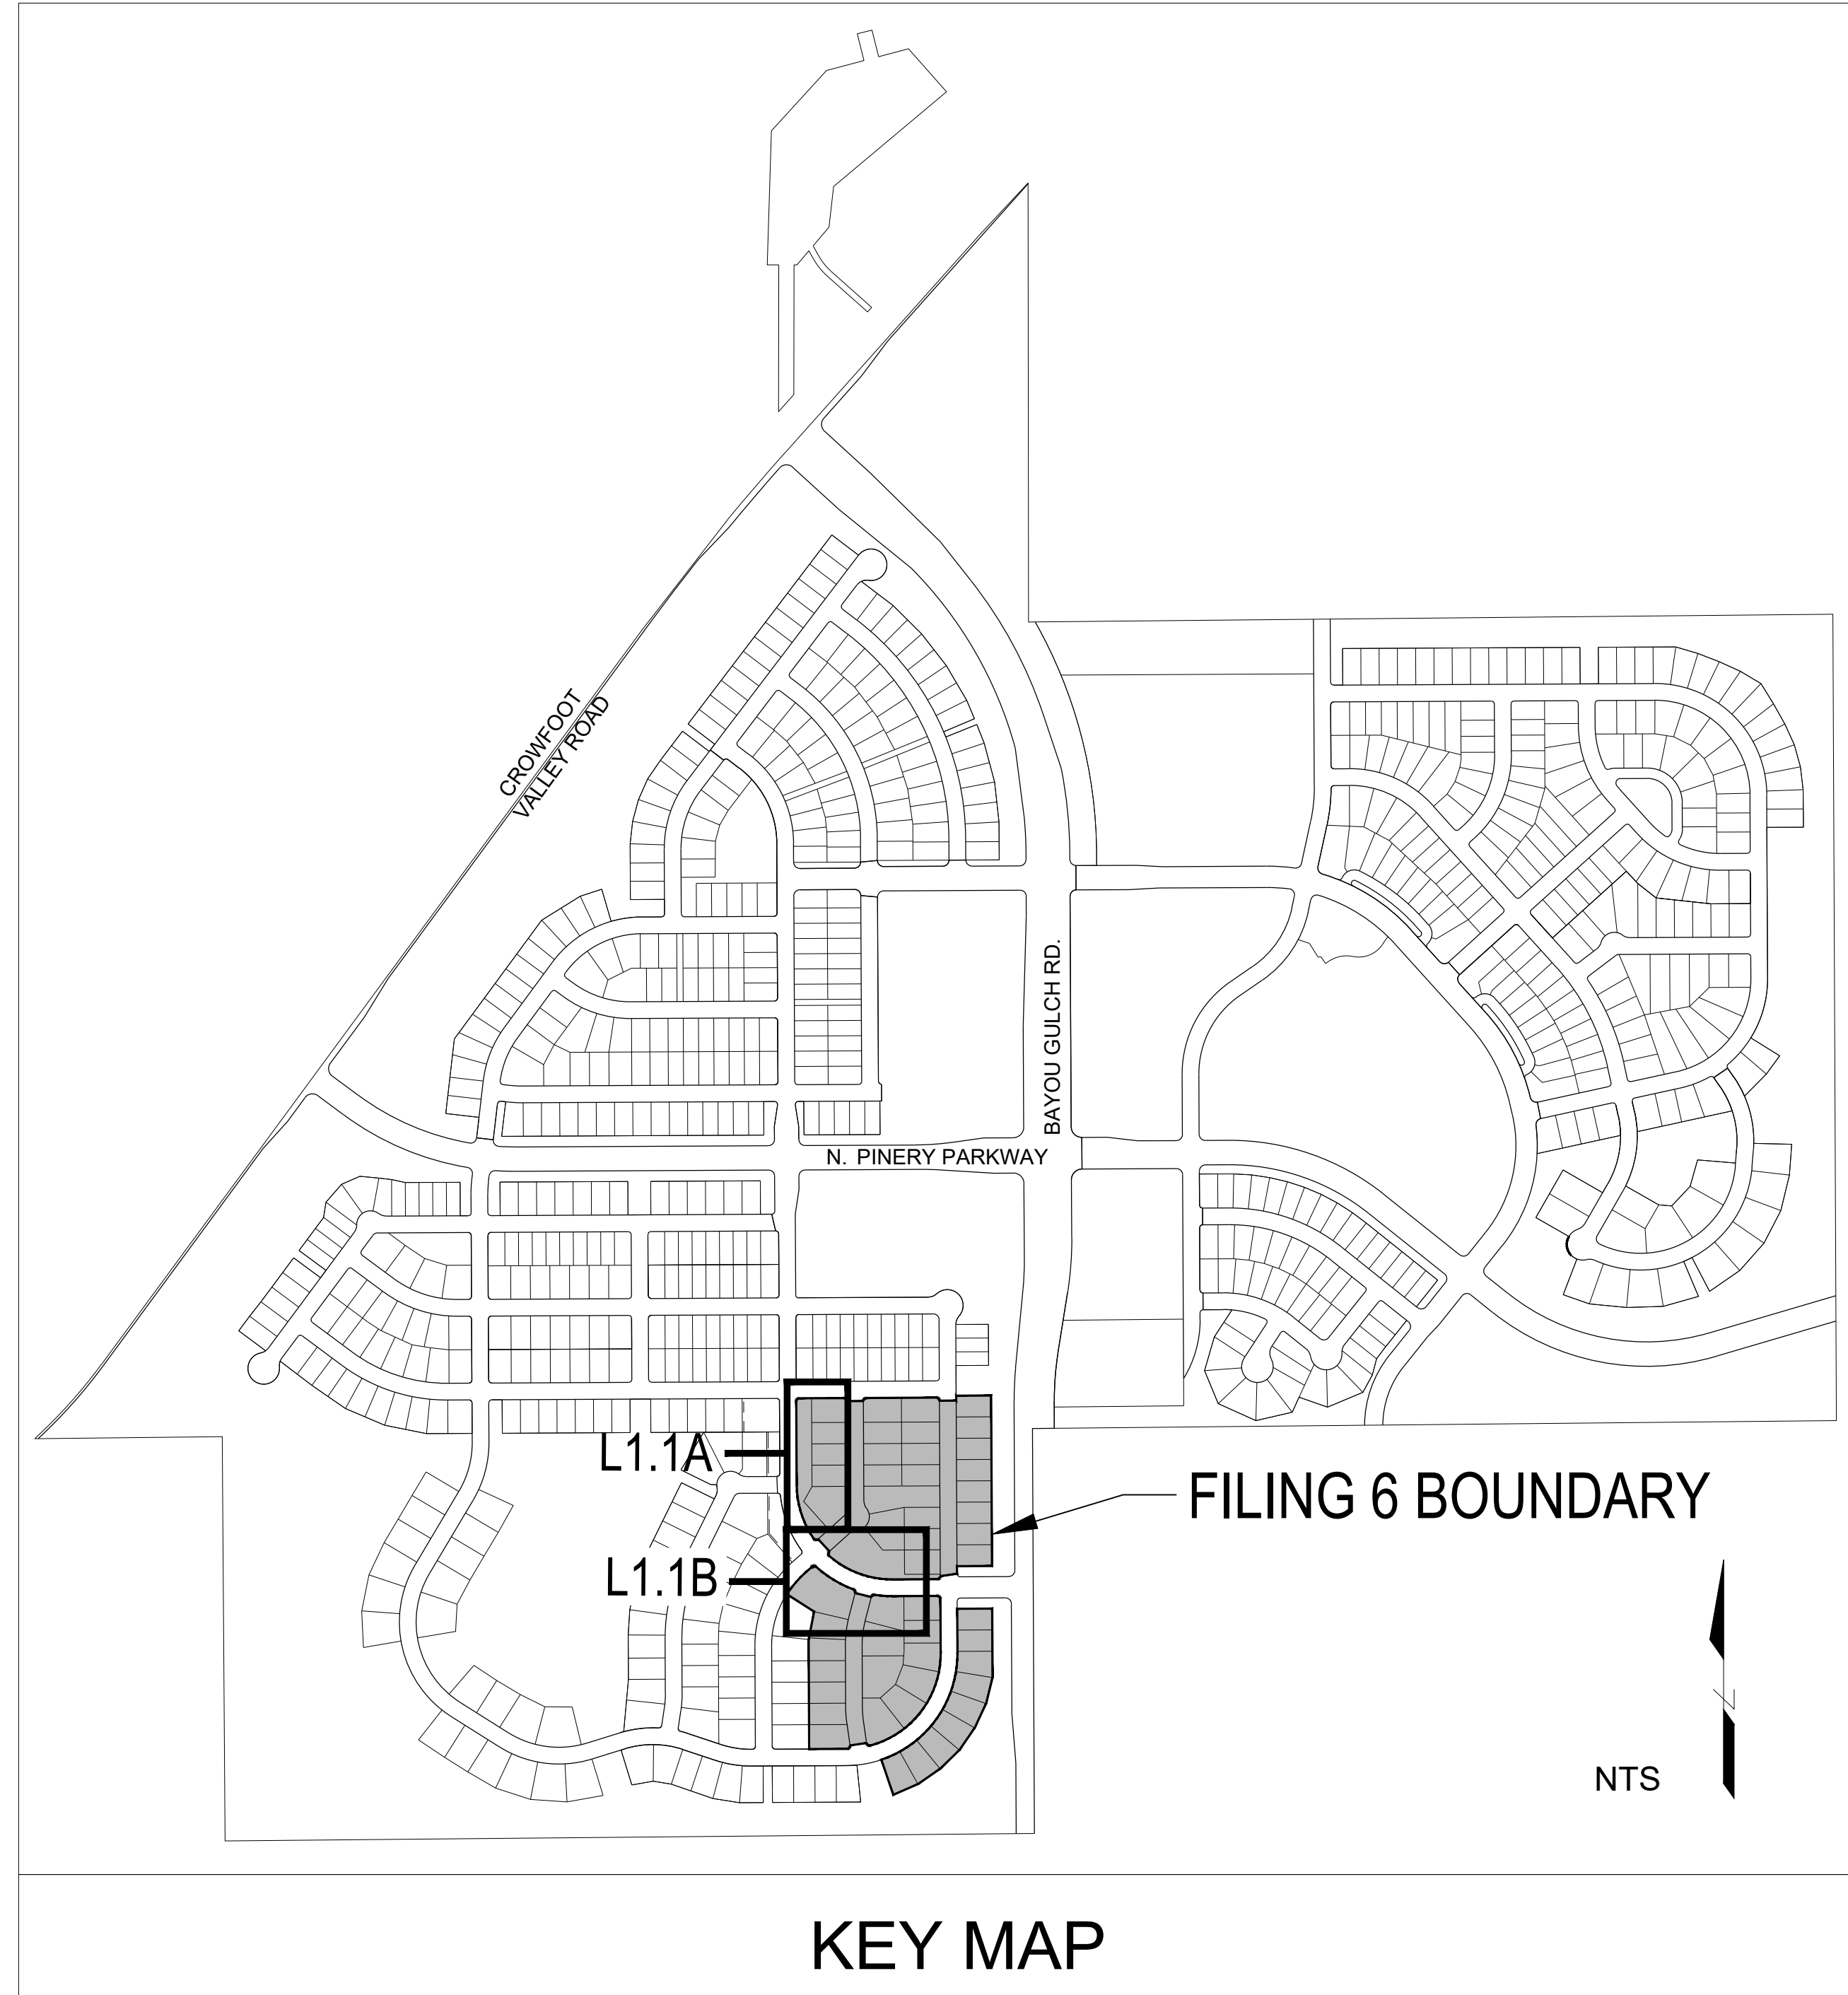 CROWFOOT
VALLEY ROAD
BAYOU GULCH RD.
N. PINERY PARKWAY
L1.1A
FILING 6 BOUNDARY
L1.1B
NTS
KEY MAP